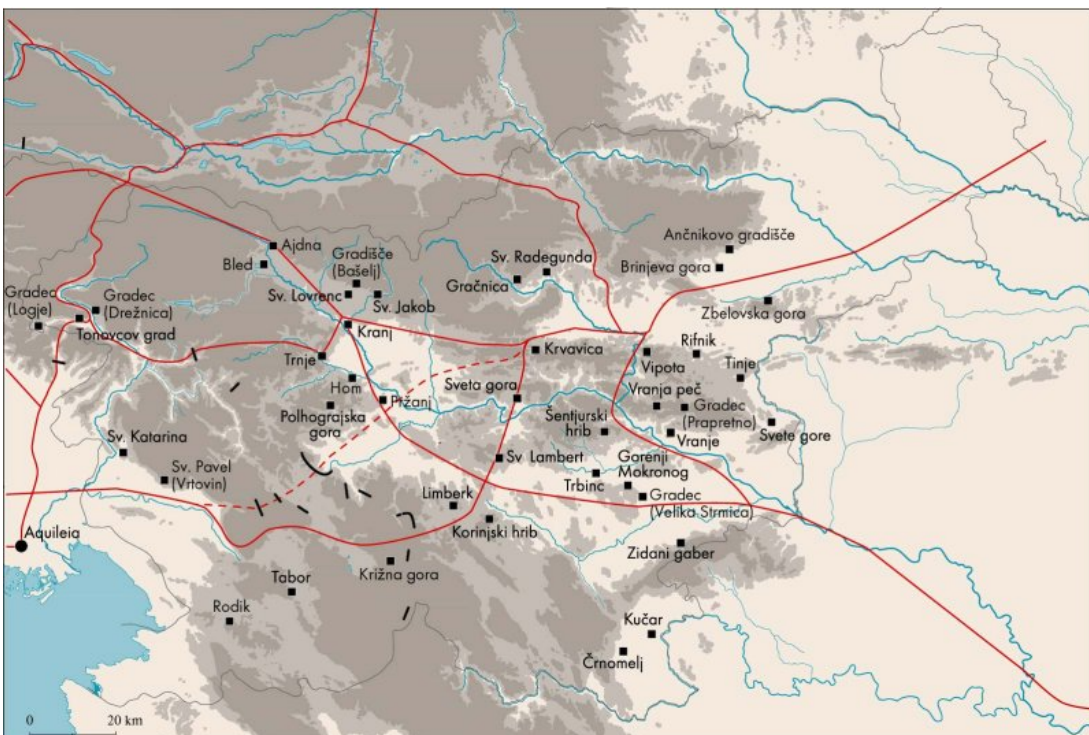 Ančnikovo gradišče
Ajdna
Gradišče
(Bašelj)
Sv. Radegunda
Bled
Brinjeva gora
Gračnica
Gradec
(Logje)
Gradec
(Drežnica)
Sv. Lovrenc
Sv. Jakob
Zbelovska gora
Tonovcov grad
Kranj
Krvavica
Rifnik
Trnje
Vipota
Tinje
Hom
Sveta gora
Vranja peč
Pržanj
Polhograjska
gora
Šentjurski
hrib
Gradec
(Prapretno)
Svete gore
Vranje
Sv. Katarina
Sv Lambert
Gorenji
Mokronog
Sv. Pavel
(Vrtovin)
Trbinc
Limberk
Gradec
(Velika Strmica)
Korinjski hrib
Aquileia
Zidani gaber
Križna gora
Tabor
Rodik
Kučar
Črnomelj
0 20 km